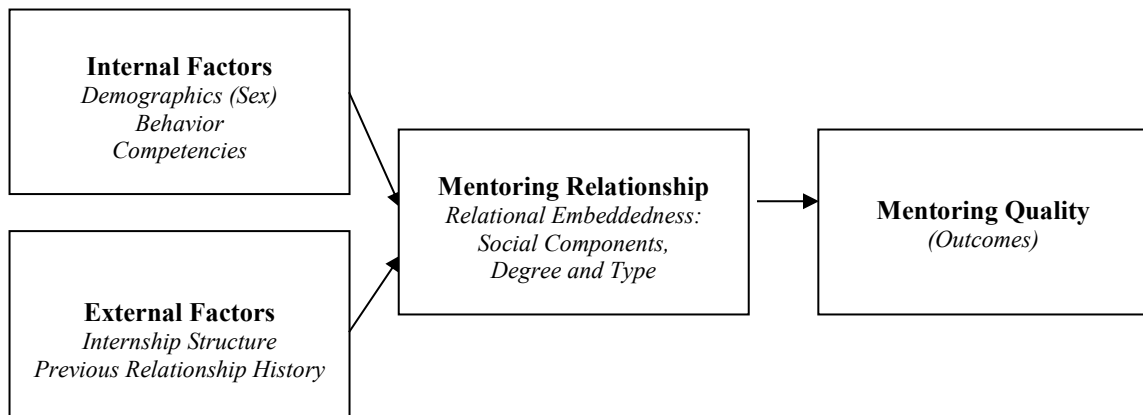 Internal Factors
Demographics (Sex)
Behavior
Competencies
External Factors
Internship Structure
Previous Relationship History
Mentoring Relationship
Relational Embeddedness:
Social Components,
Degree and Type
Mentoring Quality
(Outcomes)